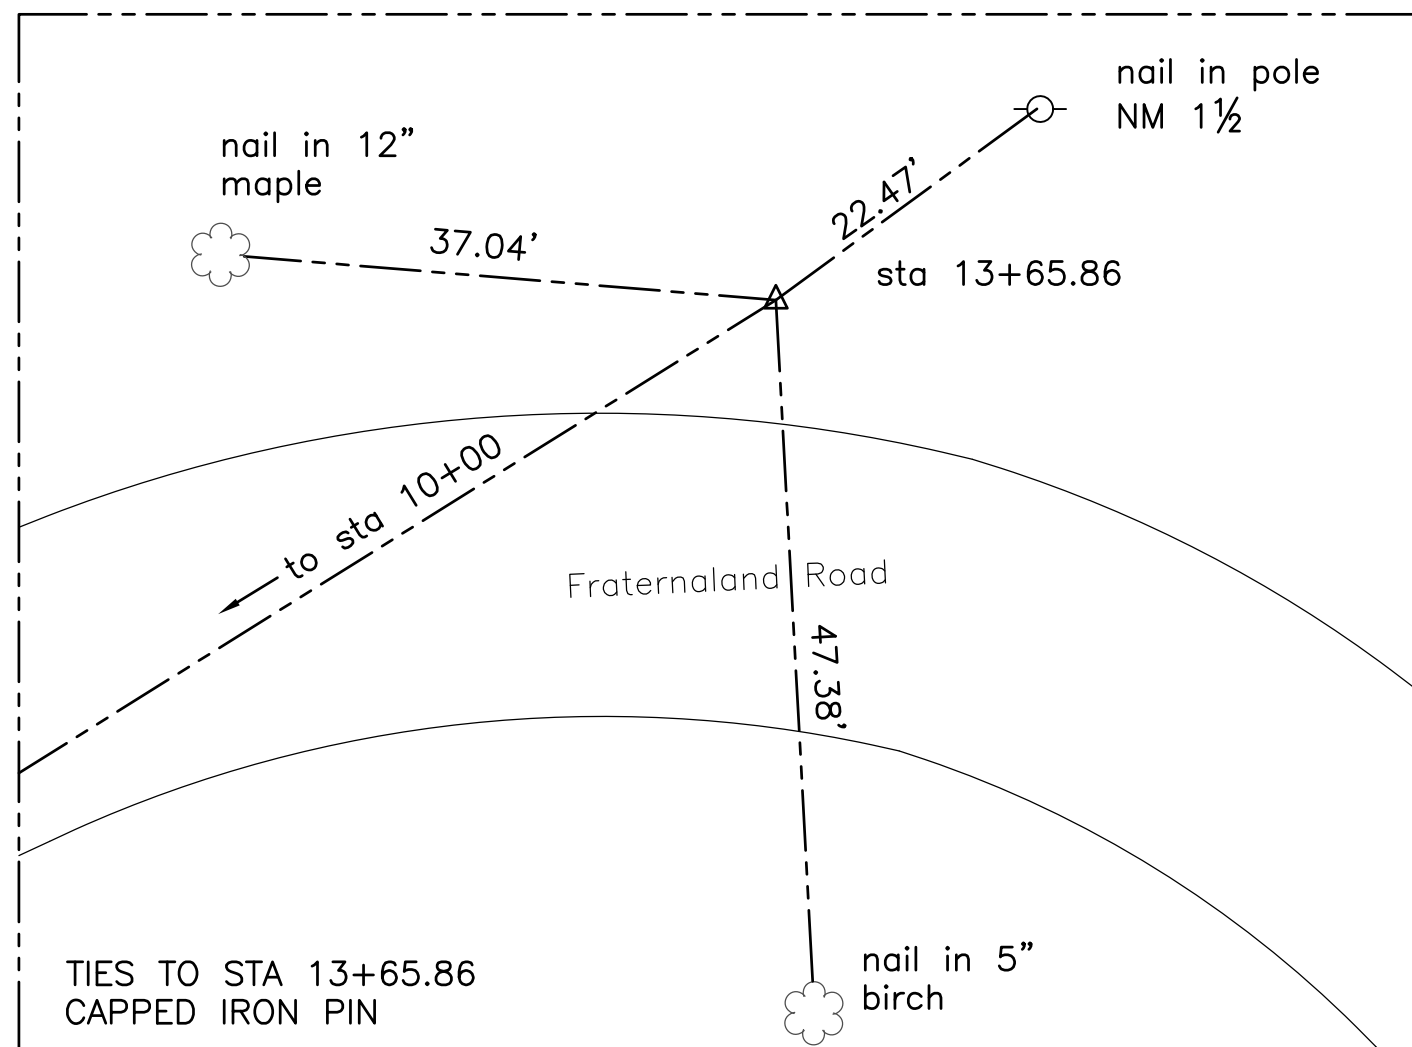 nail in pole
NM 1½
nail in 12”
maple
22.47’
37.04’
sta 13+65.86
to sta 10+00
Fraternaland Road
47.38’
nail in 5”
birch
TIES TO STA 13+65.86
CAPPED IRON PIN